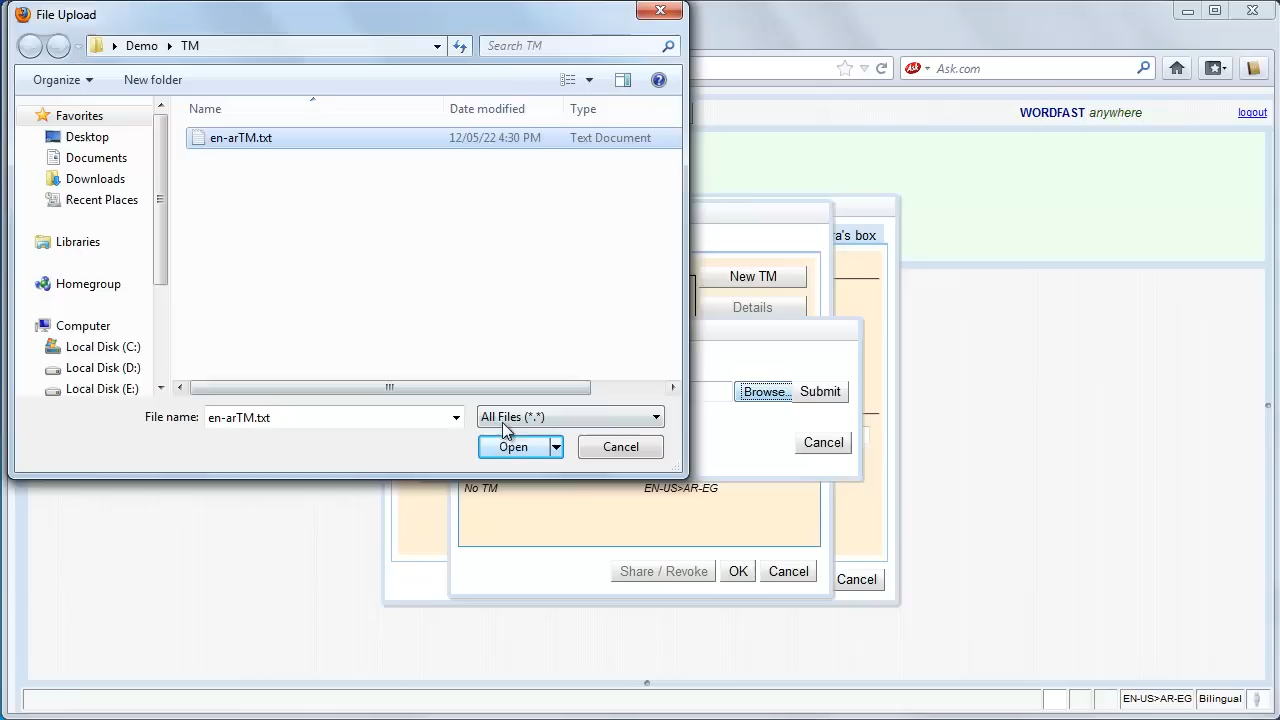 File Upload
Demo
TM
Search TM
Ask.com
Organize
New folder
WORDFAST anywhere
logout
Favorites
Name
Date modified
Type
Desktop
en-arTM.txt
12/05/22 4:30 PM
Text Document
Documents
Downloads
Recent Places
Libraries
a's box
New TM
Homegroup
Details
Computer
Local Disk (C:)
Local Disk (D:)
Local Disk (E:)
Browse..
Submit
File name:
en-arTM.txt
All Files (*.*)
Open
Cancel
Cancel
No TM
EN-US>AR-EG
Share / Revoke
OK
Cancel
Cancel
EN-US>AR-EG
Bilingual